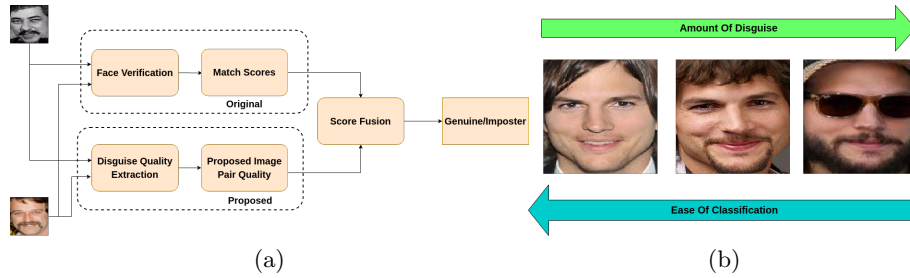 Face Verification
Match Scores
Original
Disguise Quality
Extraction
Proposed Image
Pair Quality
Proposed
Score Fusion
Genuine/Imposter
(a)
Amount Of Disguise
Ease Of Classification
(b)